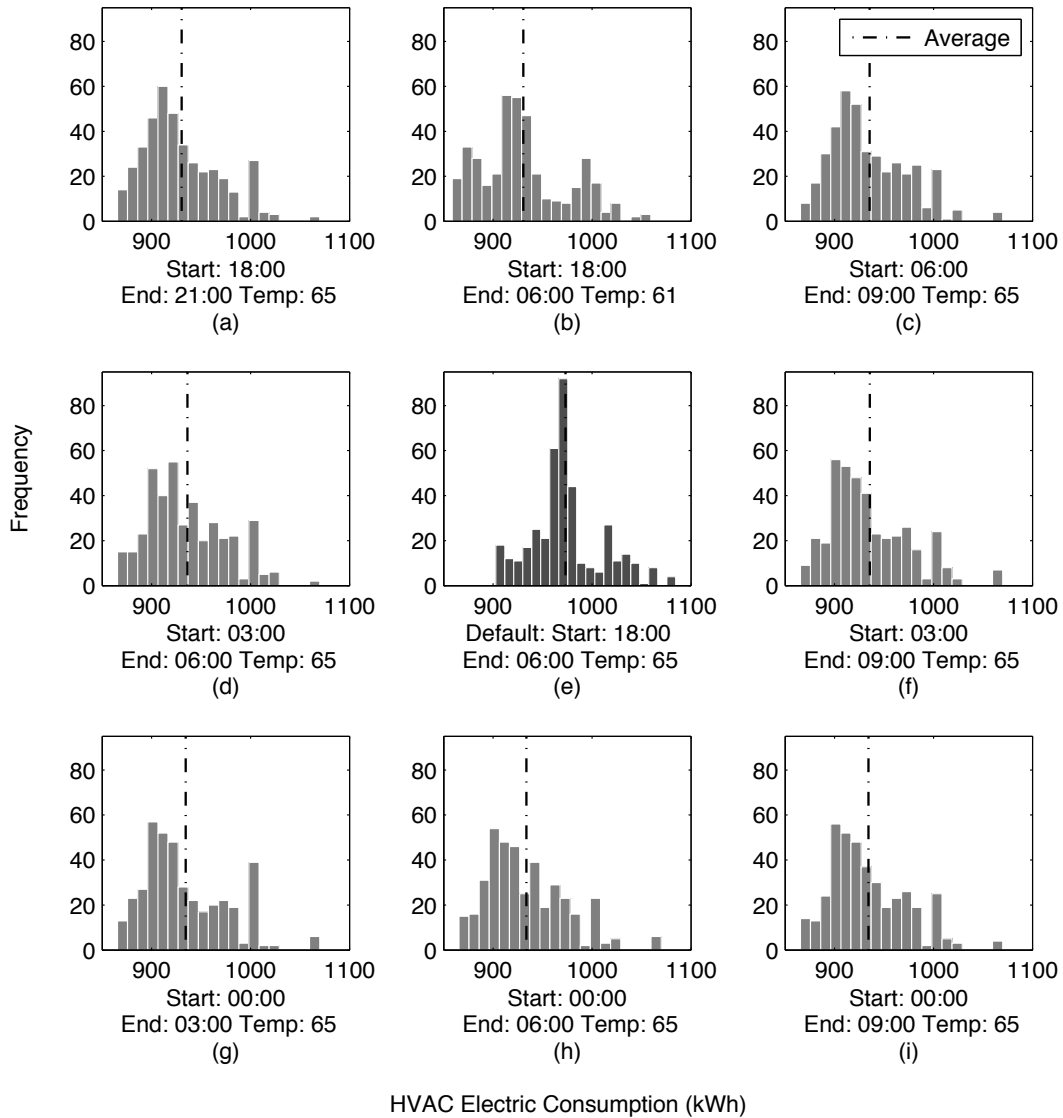 80
60
40
20
0
900 1000 1100
Start: 18:00
End: 21:00 Temp: 65
(a)
80
60
40
20
0
900 1000 1100
Start: 18:00
End: 06:00 Temp: 61
(b)
Average
80
60
40
20
0
900 1000 1100
Start: 06:00
End: 09:00 Temp: 65
(c)
Frequency
80
60
40
20
0
900 1000 1100
Start: 03:00
End: 06:00 Temp: 65
(d)
80
60
40
20
0
900 1000 1100
Default: Start: 18:00
End: 06:00 Temp: 65
(e)
80
60
40
20
0
900 1000 1100
Start: 03:00
End: 09:00 Temp: 65
(f)
80
60
40
20
0
900 1000 1100
Start: 00:00
End: 03:00 Temp: 65
(g)
80
60
40
20
0
900 1000 1100
Start: 00:00
End: 06:00 Temp: 65
(h)
80
60
40
20
0
900 1000 1100
Start: 00:00
End: 09:00 Temp: 65
(i)
HVAC Electric Consumption (kWh)